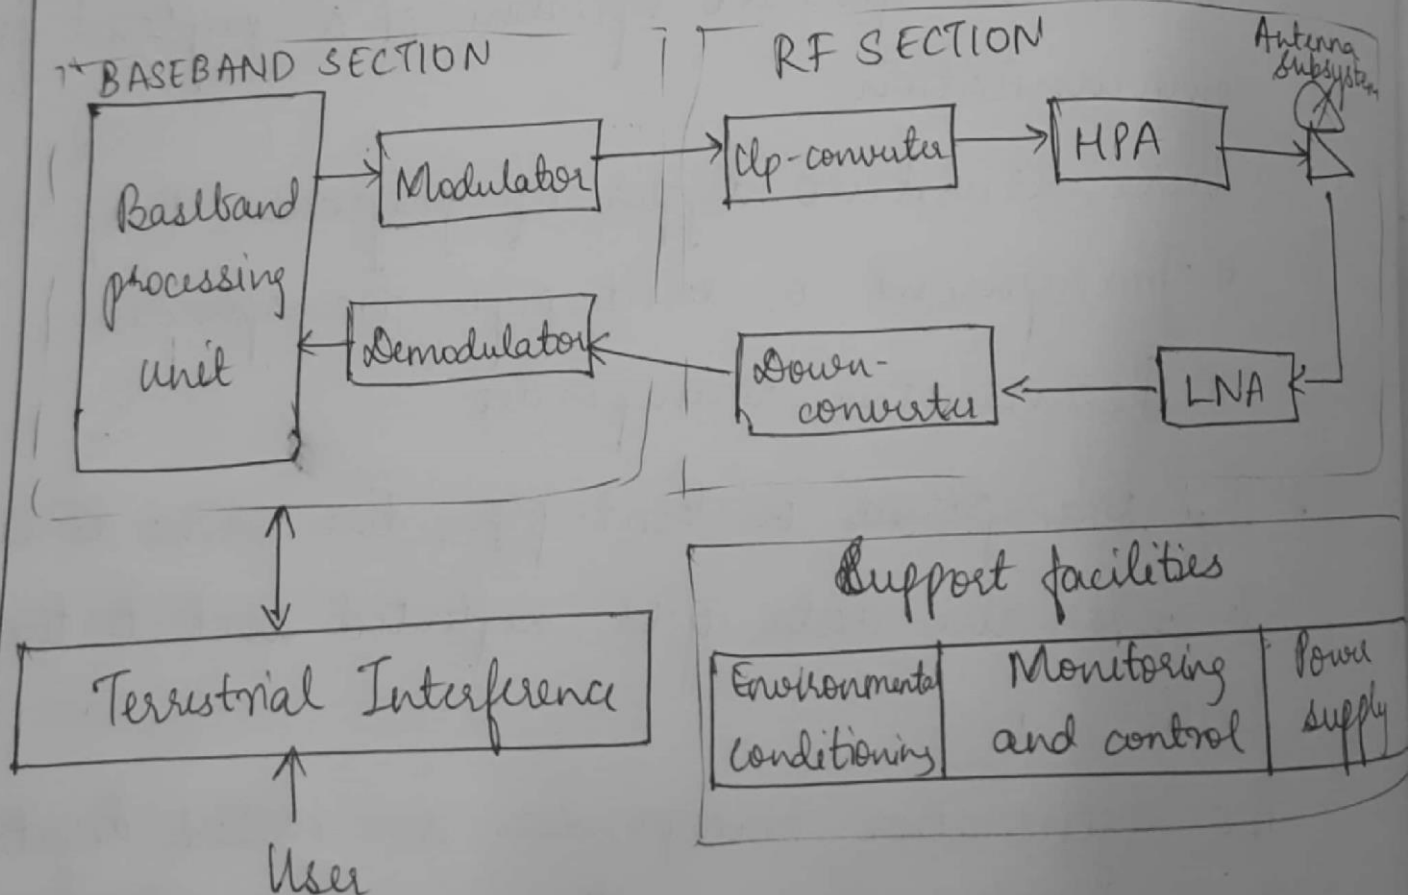 BASEBAND SECTION
RF SECTION
Antenna
Subsystem
Baseband
processing
unit
Modulator
Up-converter
HPA
Demodulator
Down-
converter
LNA
Support facilities
Terrestrial Interference
Environmental
conditioning
Monitoring
and control
Power
supply
User